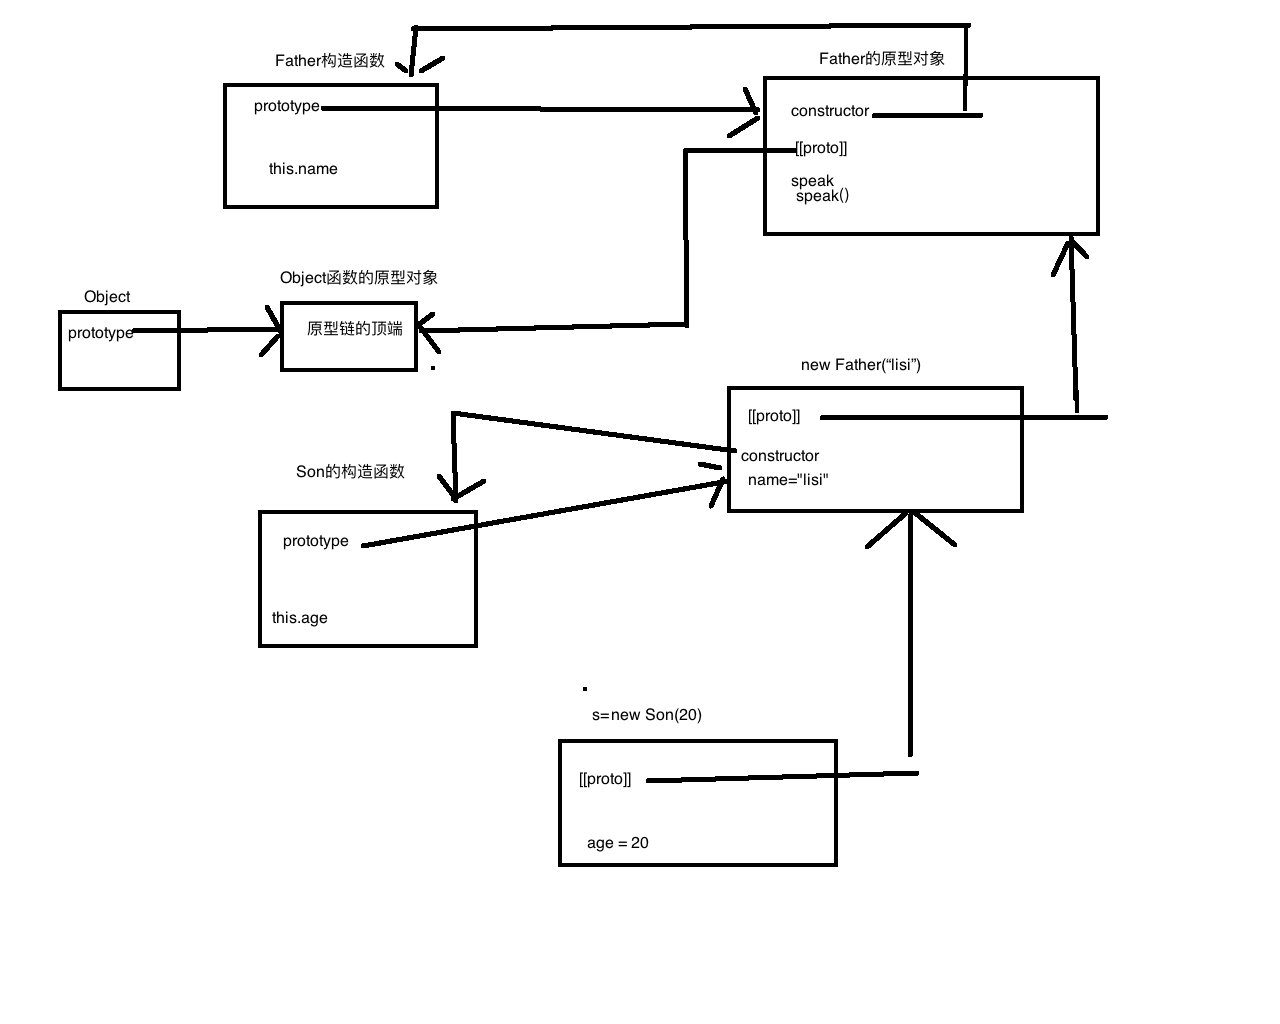 Father构造函数
Father的原型对象
prototype
this.name
constructor
[[proto]]
speak
speak()
Object
prototype
Object函数的原型对象
原型链的顶端
new Father(“lisi”)
[[proto]]
constructor
name="lisi"
Son的构造函数
prototype
this.age
s=new Son(20)
[[proto]]
age = 20